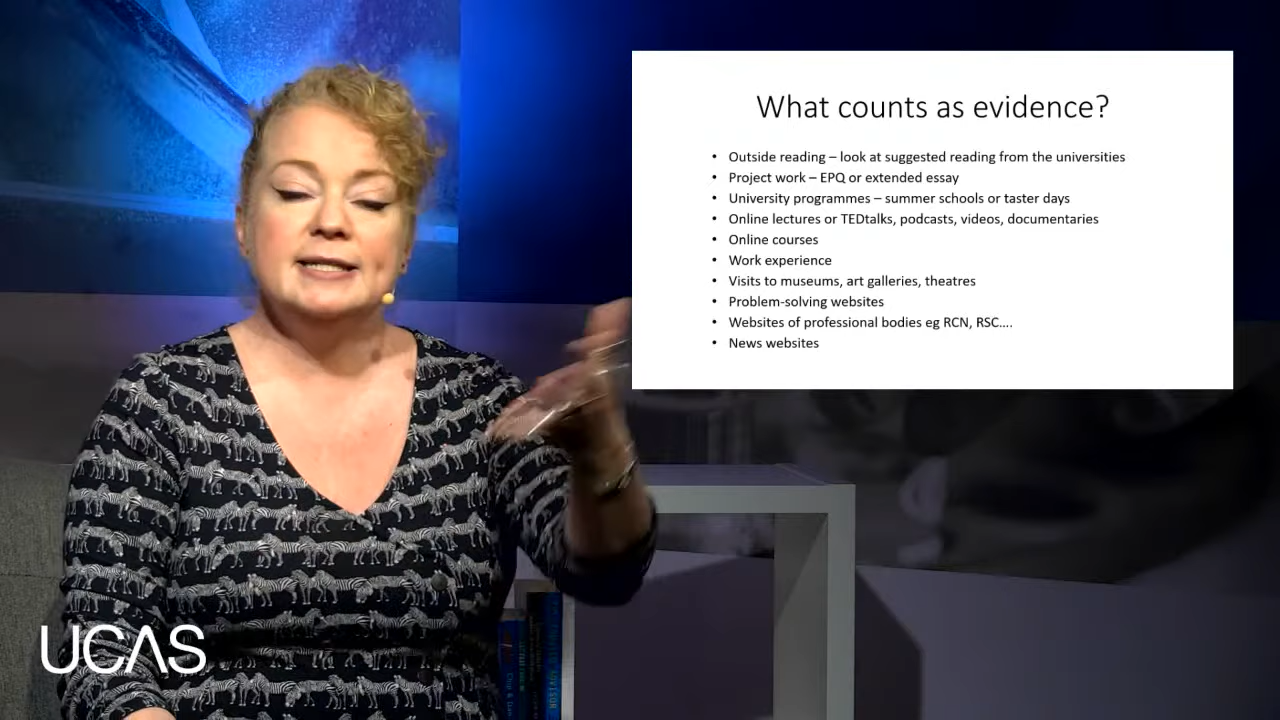 What counts as evidence?
• Outside reading – look at suggested reading from the universities
• Project work – EPQ or extended essay
• University programmes – summer schools or taster days
• Online lectures or TEDtalks, podcasts, videos, documentaries
• Online courses
• Work experience
• Visits to museums, art galleries, theatres
• Problem-solving websites
• Websites of professional bodies eg RCN, RSC....
• News websites
UCAS